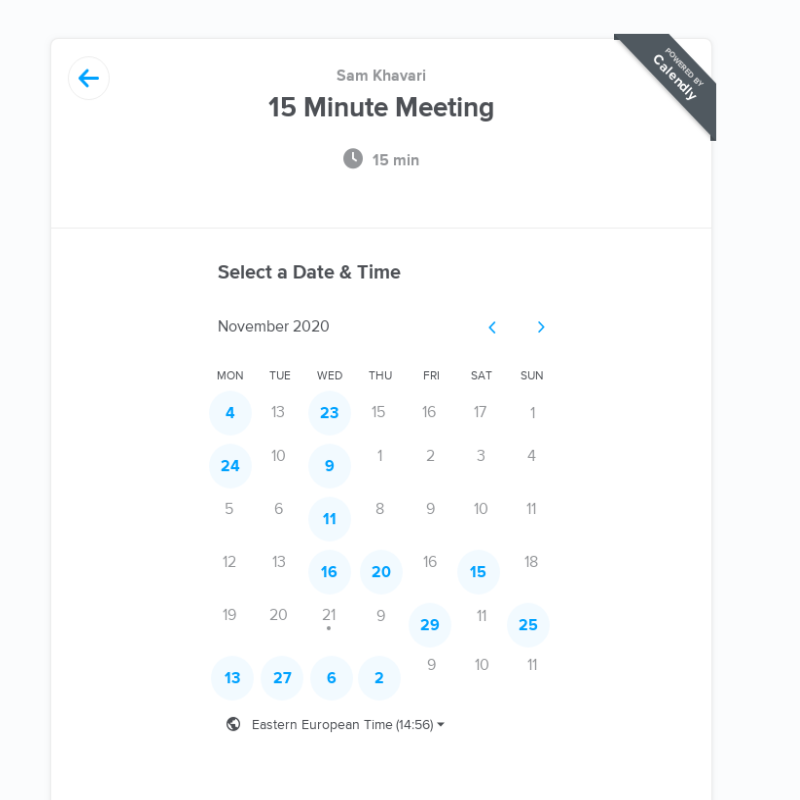 POWERED BY
Calendly
Sam Khavari
15 Minute Meeting
15 min
Select a Date & Time
November 2020
MON TUE WED THU FRI SAT SUN
4 13 23 15 16 17 1
24 10 9 1 2 3 4
5 6 11 8 9 10 11
12 13 16 20 16 15 18
19 20 21 9 29 11 25
13 27 6 2 9 10 11
Eastern European Time (14:56)